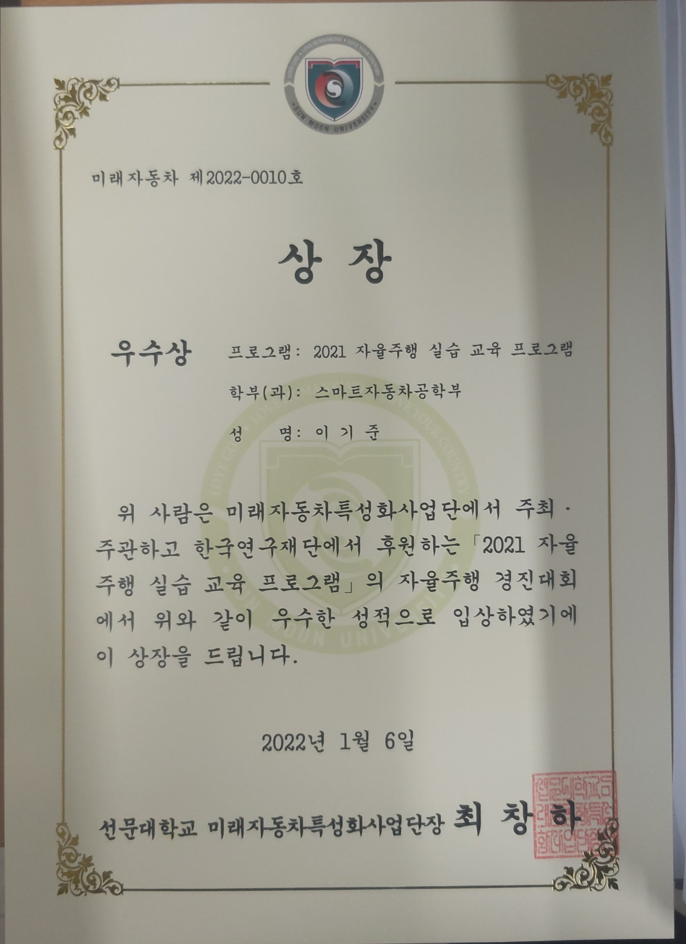 SUN MOON UNIVERSITY
미래자동차 제2022-0010호
상 장
우수상 프로그램: 2021 자율주행 실습 교육 프로그램
학부(과): 스마트자동차공학부
성 명: 이 기 준
위 사람은 미래자동차특성화사업단에서 주최·
주관하고 한국연구재단에서 후원하는「2021 자율
주행 실습 교육 프로그램」의 자율주행 경진대회
에서 위와 같이 우수한 성적으로 입상하였기에
이 상장을 드립니다.
2022년 1월 6일
선문대학교 미래자동차특성화사업단장 최 창 하